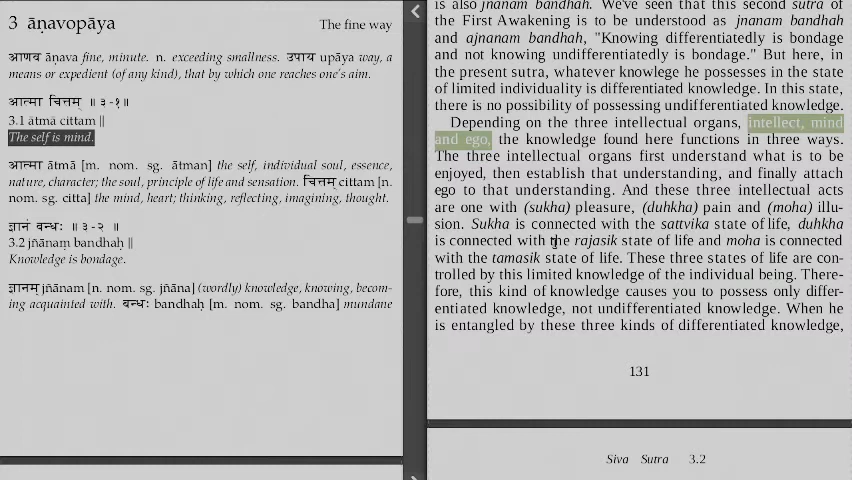 3 āṇavopāya The fine way
आणव āṇava fine, minute. n. exceeding smallness. उपाय upāya way, a
means or expedient (of any kind), that by which one reaches one's aim.
आत्मा चित्तम् ॥ ३ -१॥
3.1 ātmā cittam ||
The self is mind.
आत्मा ātmā [m. nom. sg. ātman] the self, individual soul, essence,
nature, character; the soul, principle of life and sensation. चित्तम् cittam [n.
nom. sg. citta] the mind, heart; thinking, reflecting, imagining, thought.
ज्ञानं बन्धः ॥ ३ -२ ॥
3.2 jñānaṃ bandhaḥ ||
Knowledge is bondage.
ज्ञानम् jñānam [n. nom. sg. jñāna] (wordly) knowledge, knowing, becom-
ing acquainted with. बन्धः bandhaḥ [m. nom. sg. bandha] mundane
is also jnanam bandhah. We've seen that this second sutra of
the First Awakening is to be understood as jnanam bandhah
and ajnanam bandhah, "Knowing differentiatedly is bondage
and not knowing undifferentiatedly is bondage." But here, in
the present sutra, whatever knowlege he possesses in the state
of limited individuality is differentiated knowledge. In this state,
there is no possibility of possessing undifferentiated knowledge.
Depending on the three intellectual organs, intellect, mind
and ego, the knowledge found here functions in three ways.
The three intellectual organs first understand what is to be
enjoyed, then establish that understanding, and finally attach
ego to that understanding. And these three intellectual acts
are one with (sukha) pleasure, (duhkha) pain and (moha) illu-
sion. Sukha is connected with the sattvika state of life, duhkha
is connected with the rajasik state of life and moha is connected
with the tamasik state of life. These three states of life are con-
trolled by this limited knowledge of the individual being. There-
fore, this kind of knowledge causes you to possess only differ-
entiated knowledge, not undifferentiated knowledge. When he
is entangled by these three kinds of differentiated knowledge,
131
Siva Sutra 3.2